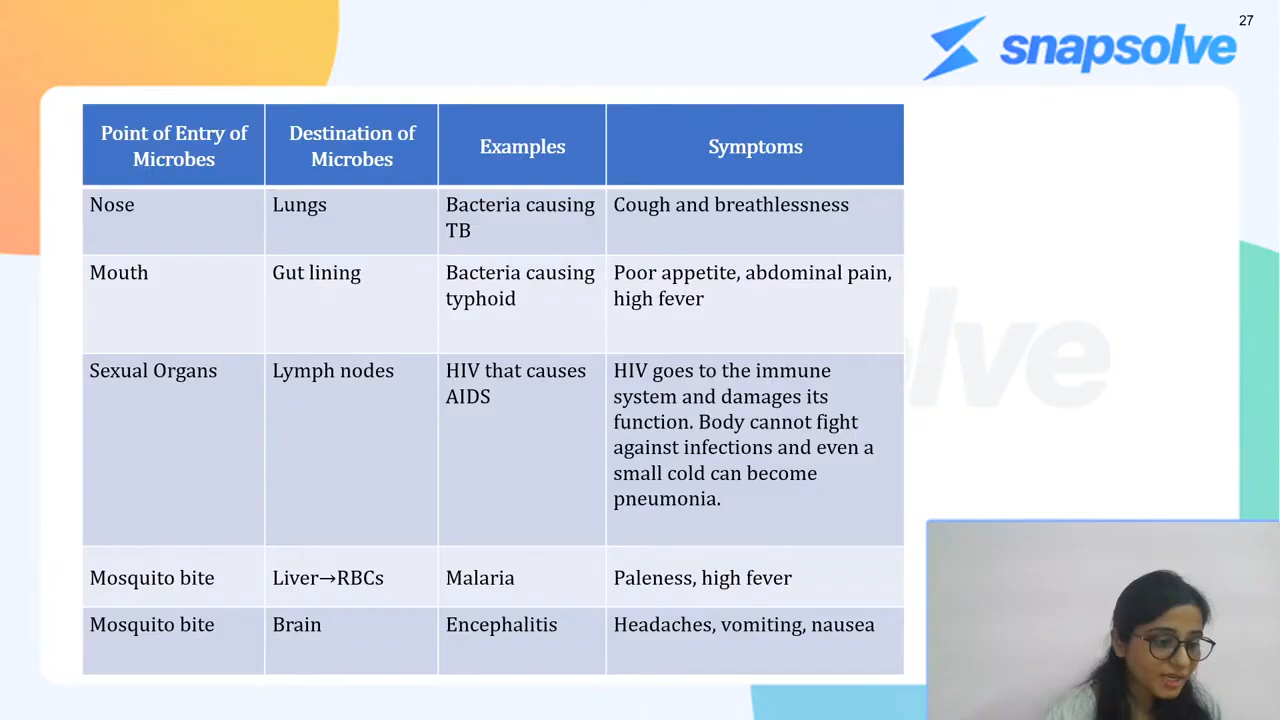 27
snapsolve
Point of Entry of
Microbes
Destination of
Microbes
Examples
Symptoms
Nose
Lungs
Bacteria causing
TB
Cough and breathlessness
Mouth
Gut lining
Bacteria causing
typhoid
Poor appetite, abdominal pain,
high fever
Sexual Organs
Lymph nodes
HIV that causes
AIDS
HIV goes to the immune
system and damages its
function. Body cannot fight
against infections and even a
small cold can become
pneumonia.
Mosquito bite
Liver→RBCs
Malaria
Paleness, high fever
Mosquito bite
Brain
Encephalitis
Headaches, vomiting, nausea
lve